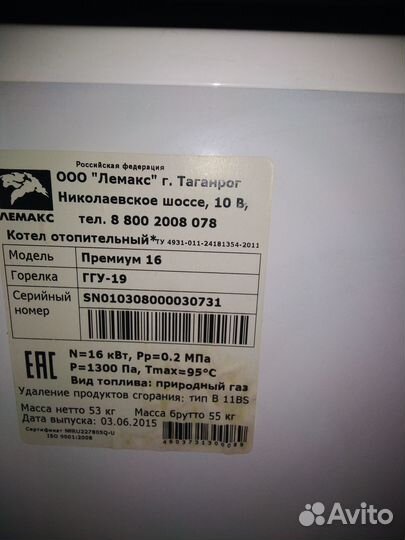 Российская федерация
ООО "Лемакс" г. Таганрог
Николаевское шоссе, 10 В,
тел. 8 800 2008 078
ЛЕМАКС
Котел отопительный*ТУ 4931-011-24181354-2011
Модель Премиум 16
Горелка ГГУ-19
Серийный номер SN010308000030731
EAC
N=16 кВт, Pp=0.2 МПа
P=1300 Па, Tmax=95°C
Вид топлива: природный газ
Удаление продуктов сгорания: тип В 11BS
Масса нетто 53 кг Масса брутто 55 кг
Дата выпуска: 03.06.2015
Сертификат №RU227805Q-U
ISO 9001:2008
Avito